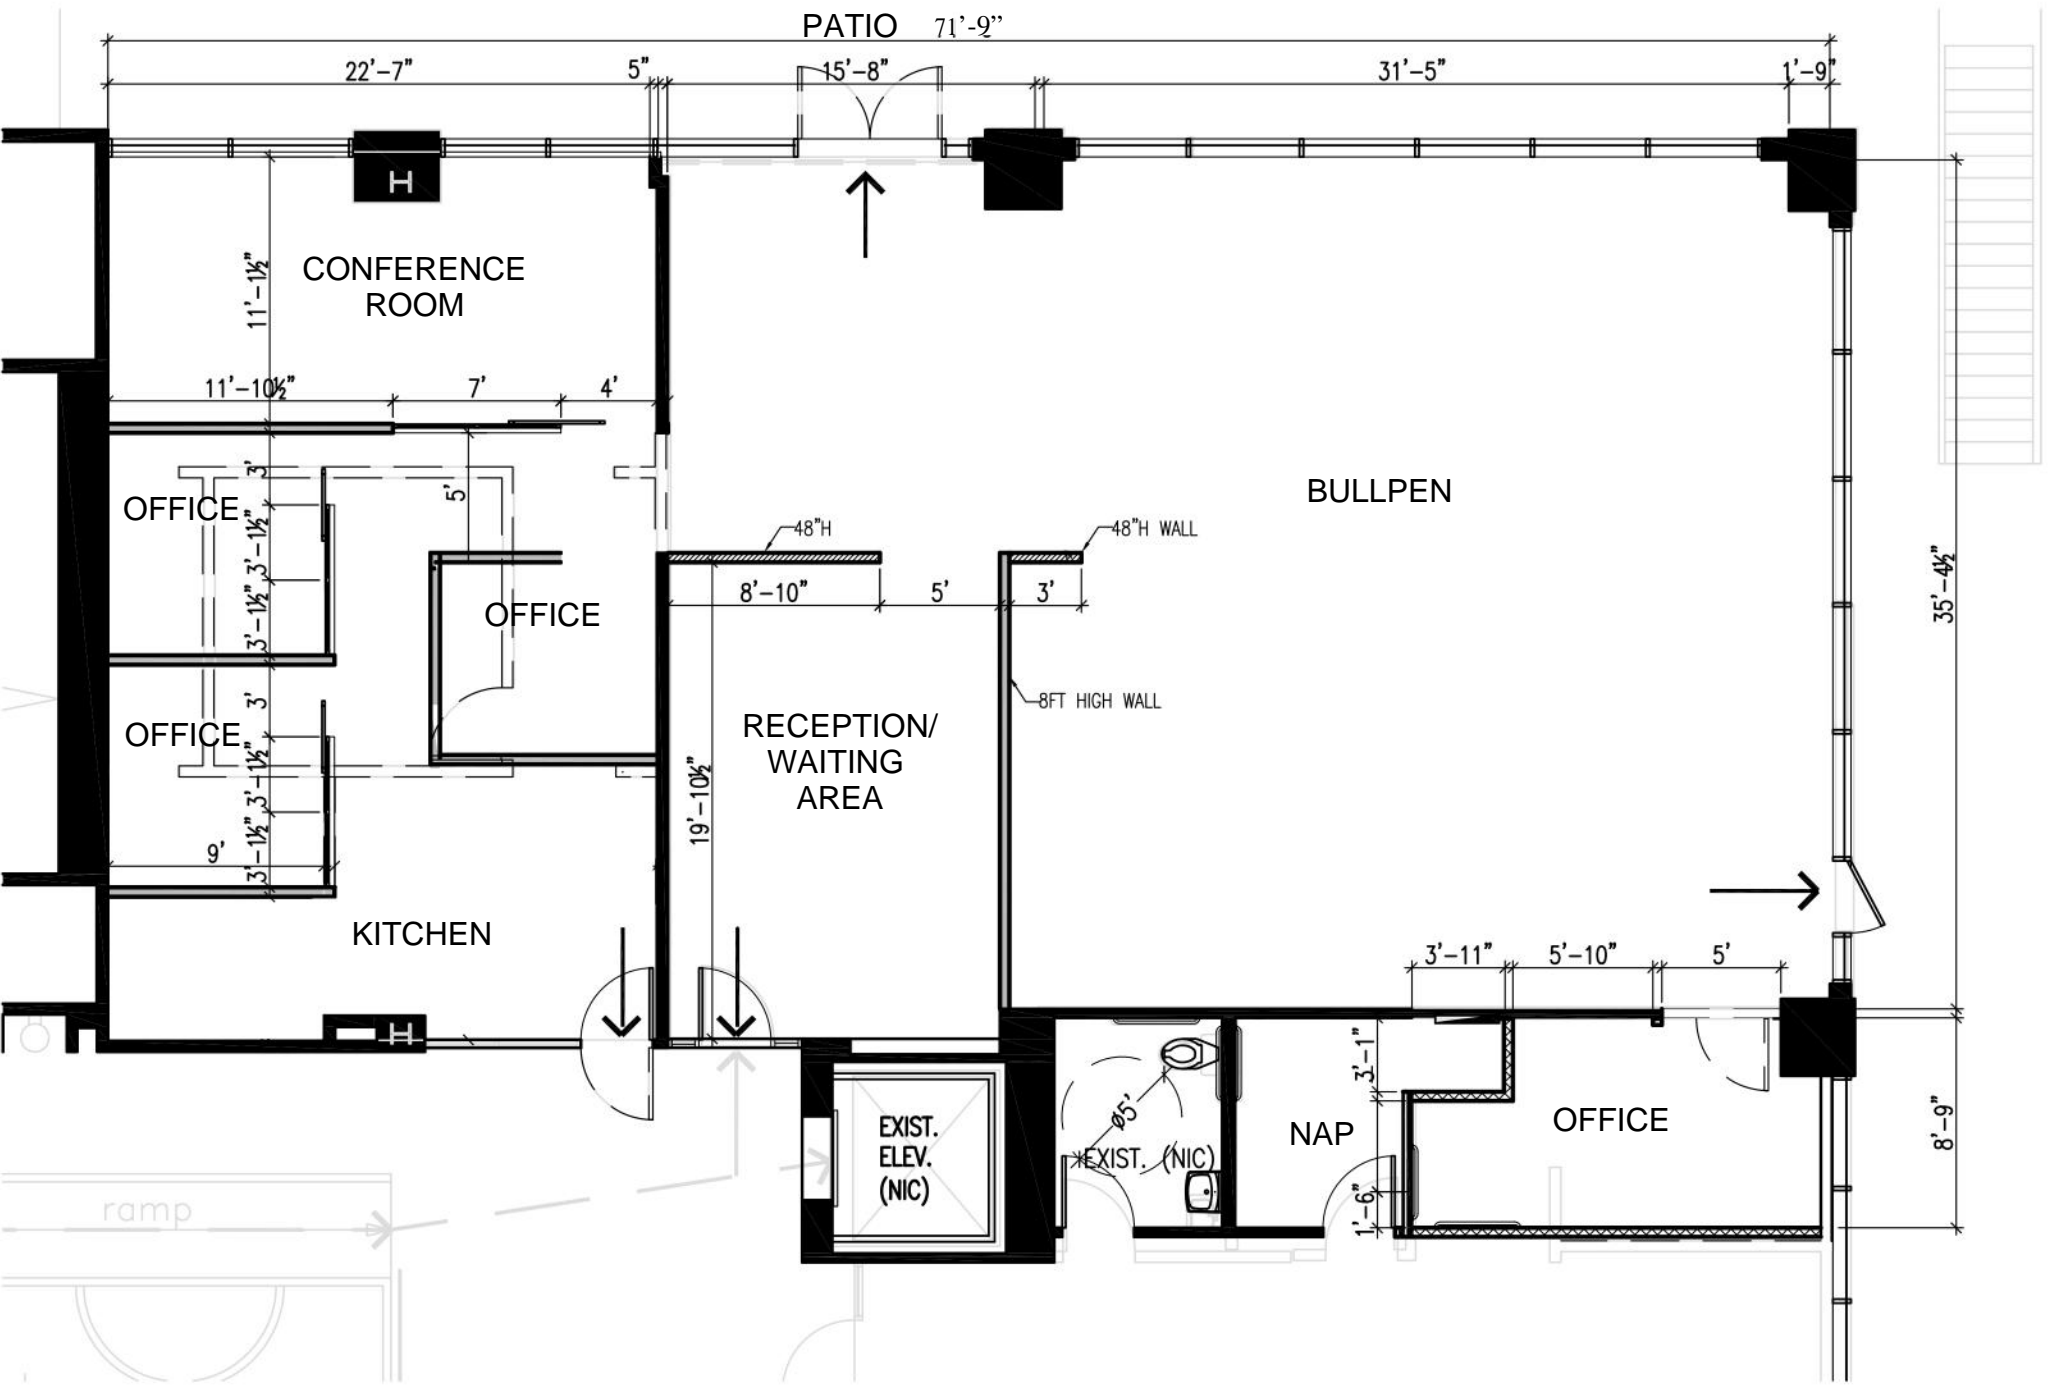 PATIO 71'-9"
22'-7" 5" 15'-8" 31'-5" 1'-9"
H
CONFERENCE
ROOM
11'-1½"
11'-10½" 7' 4'
35'-4½"
3'
5'
OFFICE
3'-1½"
3'-1½"
BULLPEN
48"H
48"H WALL
8'-10" 5' 3'
OFFICE
8FT HIGH WALL
3'
OFFICE
3'-1½"
3'-1½"
9'
RECEPTION/
WAITING
AREA
19'-10½"
KITCHEN
3'-11" 5'-10" 5'
H
3'-1"
8'-9"
ø5'
EXIST.
ELEV.
(NIC)
EXIST. (NIC)
NAP
OFFICE
1'-6"
ramp